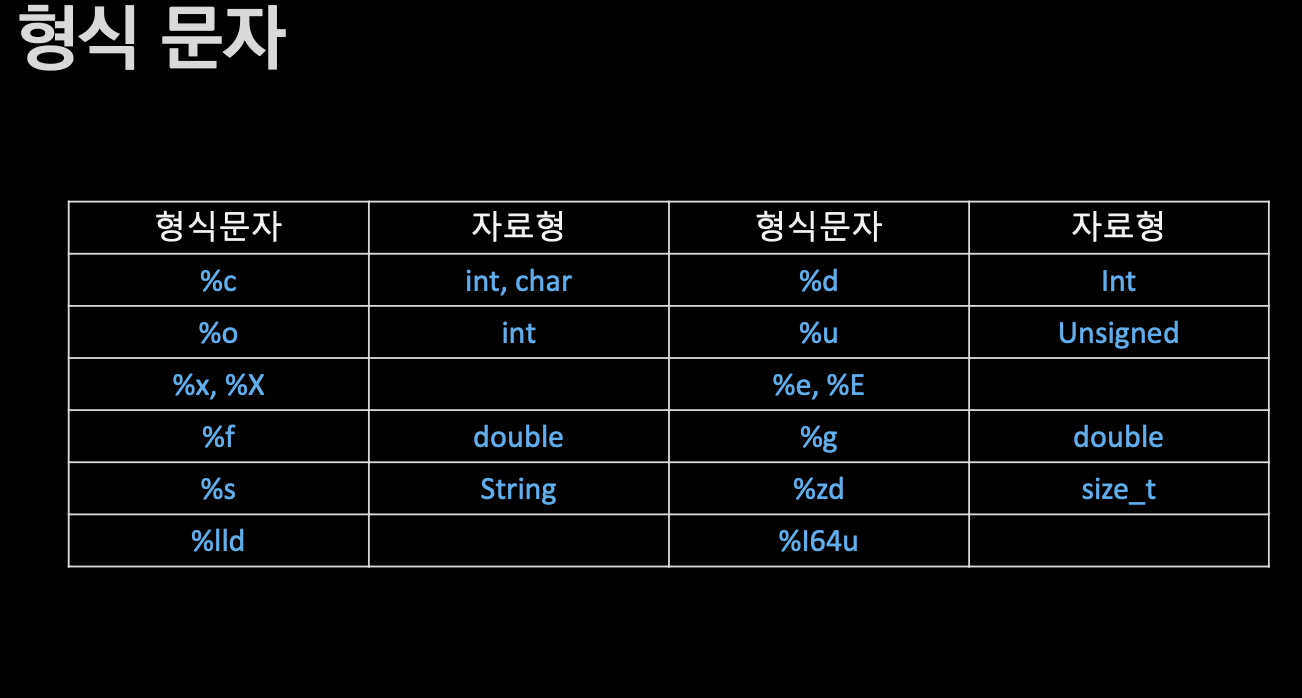 형식 문자
형식문자 자료형 형식문자 자료형
%c int, char %d Int
%o int %u Unsigned
%x, %X %e, %E
%f double %g double
%s String %zd size_t
%lld %I64u